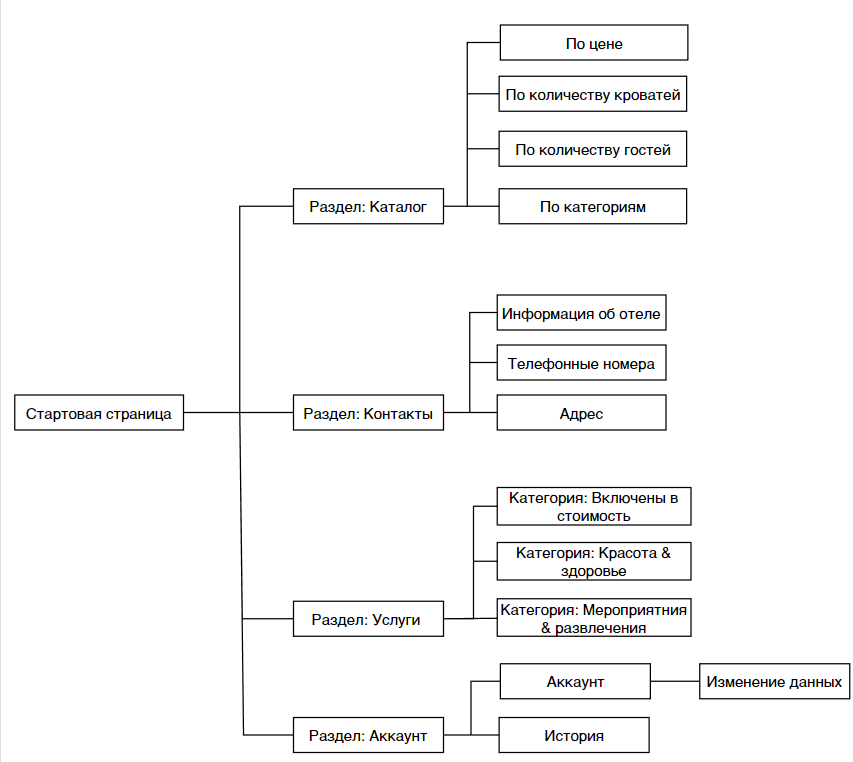 По цене
По количеству кроватей
По количеству гостей
Раздел: Каталог
По категориям
Информация об отеле
Телефонные номера
Стартовая страница
Раздел: Контакты
Адрес
Категория: Включены в
стоимость
Категория: Красота &
здоровье
Раздел: Услуги
Категория: Мероприятния
& развлечения
Аккаунт
Изменение данных
Раздел: Аккаунт
История